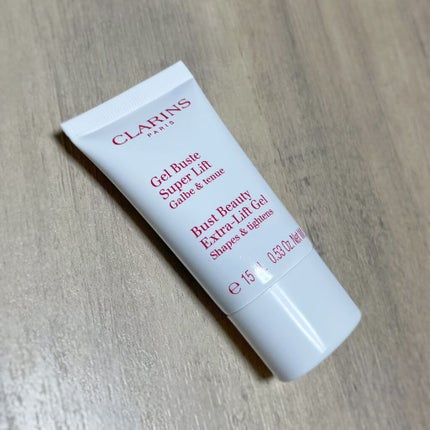 CLARINS
PARIS
Gel Buste
Super Lift
Galbe & tenue
Bust Beauty
Extra-Lift Gel
Shapes & tightens
℮ 15 0.53 Oz. Net